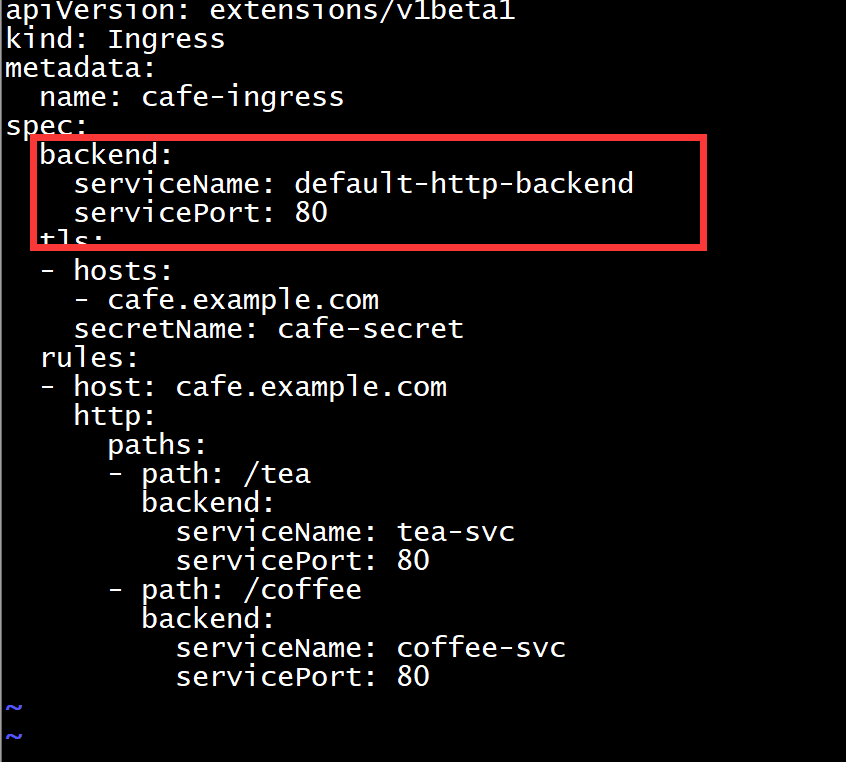 apiVersion: extensions/v1beta1
kind: Ingress
metadata:
  name: cafe-ingress
spec:
  backend:
    serviceName: default-http-backend
    servicePort: 80
  tls:
  - hosts:
    - cafe.example.com
    secretName: cafe-secret
  rules:
  - host: cafe.example.com
    http:
      paths:
      - path: /tea
        backend:
          serviceName: tea-svc
          servicePort: 80
      - path: /coffee
        backend:
          serviceName: coffee-svc
          servicePort: 80
~
~